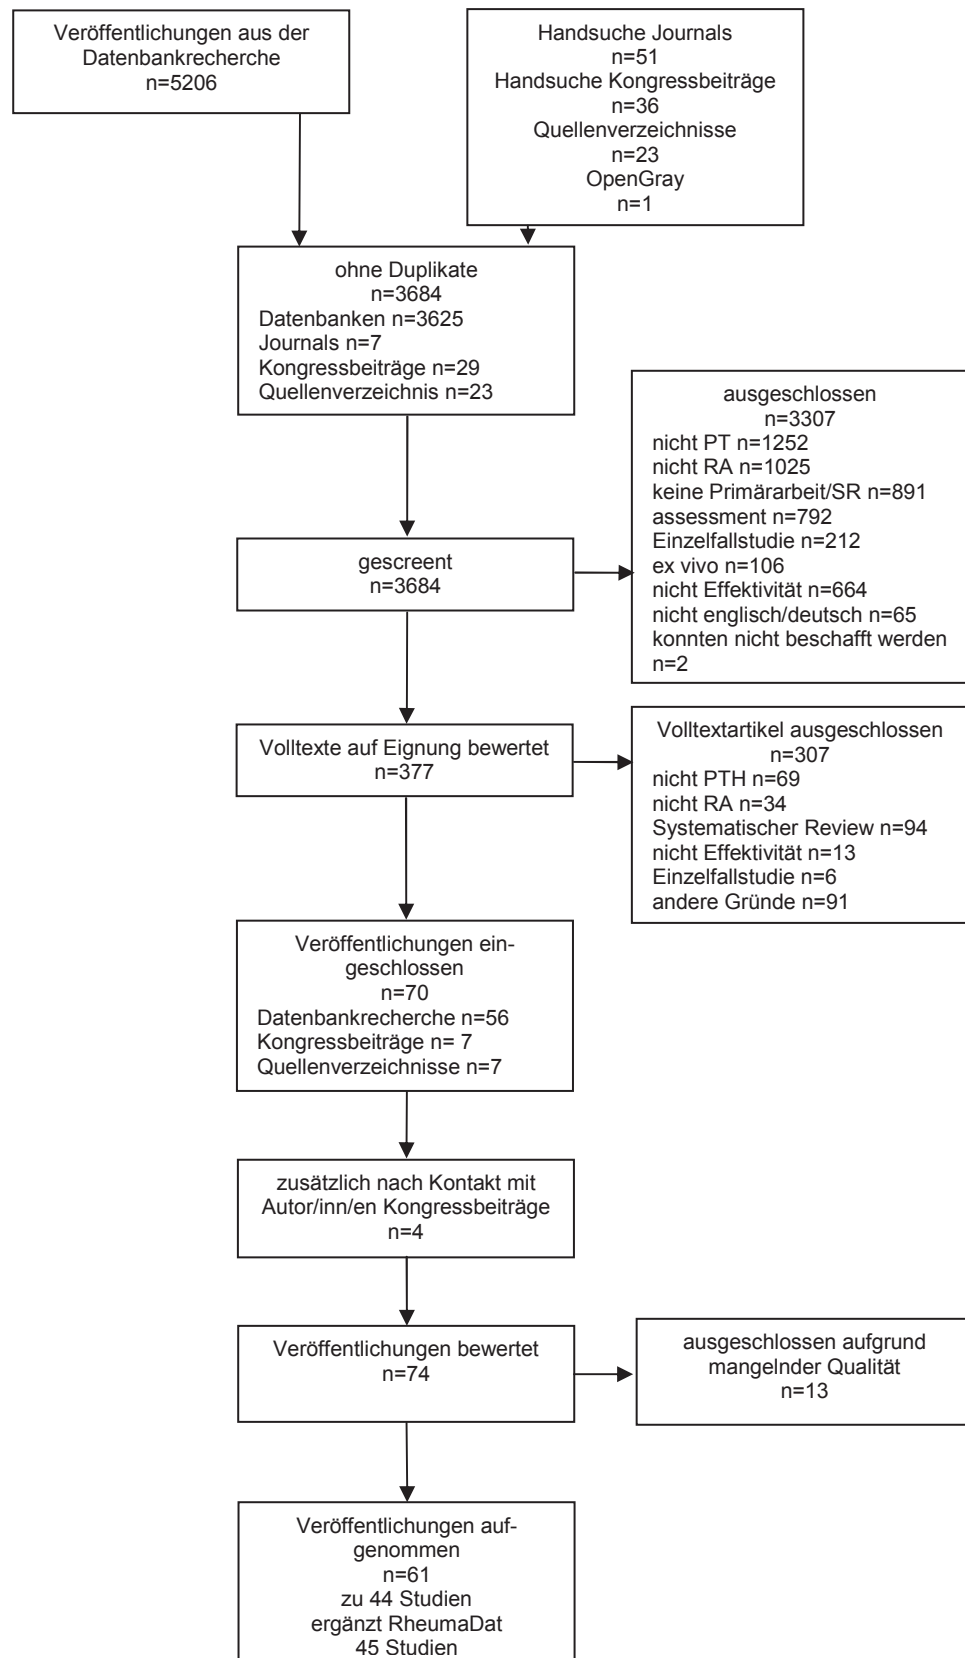 Veröffentlichungen aus der
Datenbankrecherche
n=5206
Handsuche Journals
n=51
Handsuche Kongressbeiträge
n=36
Quellenverzeichnisse
n=23
OpenGray
n=1
ohne Duplikate
n=3684
Datenbanken n=3625
Journals n=7
Kongressbeiträge n=29
Quellenverzeichnis n=23
ausgeschlossen
n=3307
nicht PT n=1252
nicht RA n=1025
keine Primärarbeit/SR n=891
assessment n=792
Einzelfallstudie n=212
ex vivo n=106
nicht Effektivität n=664
nicht englisch/deutsch n=65
konnten nicht beschafft werden
n=2
gescreent
n=3684
Volltexte auf Eignung bewertet
n=377
Volltextartikel ausgeschlossen
n=307
nicht PTH n=69
nicht RA n=34
Systematischer Review n=94
nicht Effektivität n=13
Einzelfallstudie n=6
andere Gründe n=91
Veröffentlichungen ein-
geschlossen
n=70
Datenbankrecherche n=56
Kongressbeiträge n= 7
Quellenverzeichnisse n=7
zusätzlich nach Kontakt mit
Autor/inn/en Kongressbeiträge
n=4
Veröffentlichungen bewertet
n=74
ausgeschlossen aufgrund
mangelnder Qualität
n=13
Veröffentlichungen auf-
genommen
n=61
zu 44 Studien
ergänzt RheumaDat
45 Studien